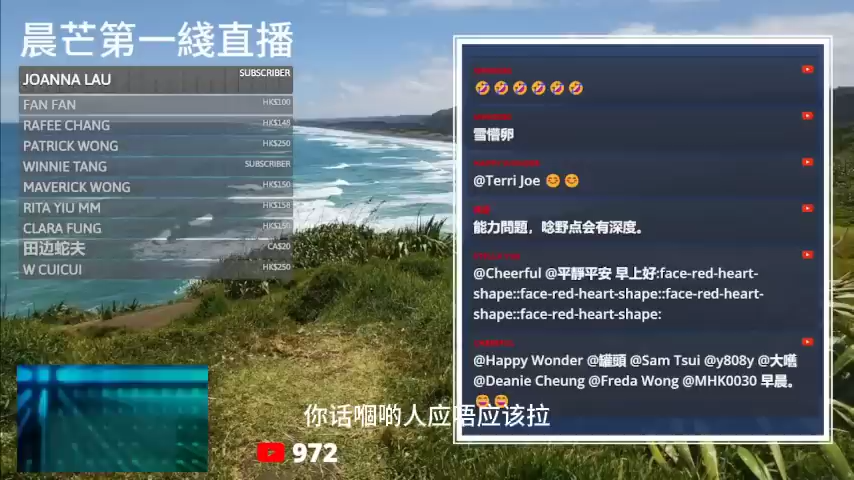 晨芒第一綫直播
JOANNA LAU SUBSCRIBER
FAN FAN HK$100
RAFEE CHANG HK$148
PATRICK WONG HK$250
WINNIE TANG SUBSCRIBER
MAVERICK WONG HK$150
RITA YIU MM HK$158
CLARA FUNG
田边蛇夫 CA$20
W CUICUI HK$250
🤣🤣🤣🤣🤣🤣
雪懵卵
@Terri Joe 😊 😊
能力問題，唸野点会有深度。
@Cheerful @平靜平安 早上好:face-red-heart-
shape::face-red-heart-shape::face-red-heart-
shape::face-red-heart-shape:
@Happy Wonder @罐頭 @Sam Tsui @y808y @大嚿
@Deanie Cheung @Freda Wong @MHK0030 早晨。
你话嗰啲人应唔应该拉
972